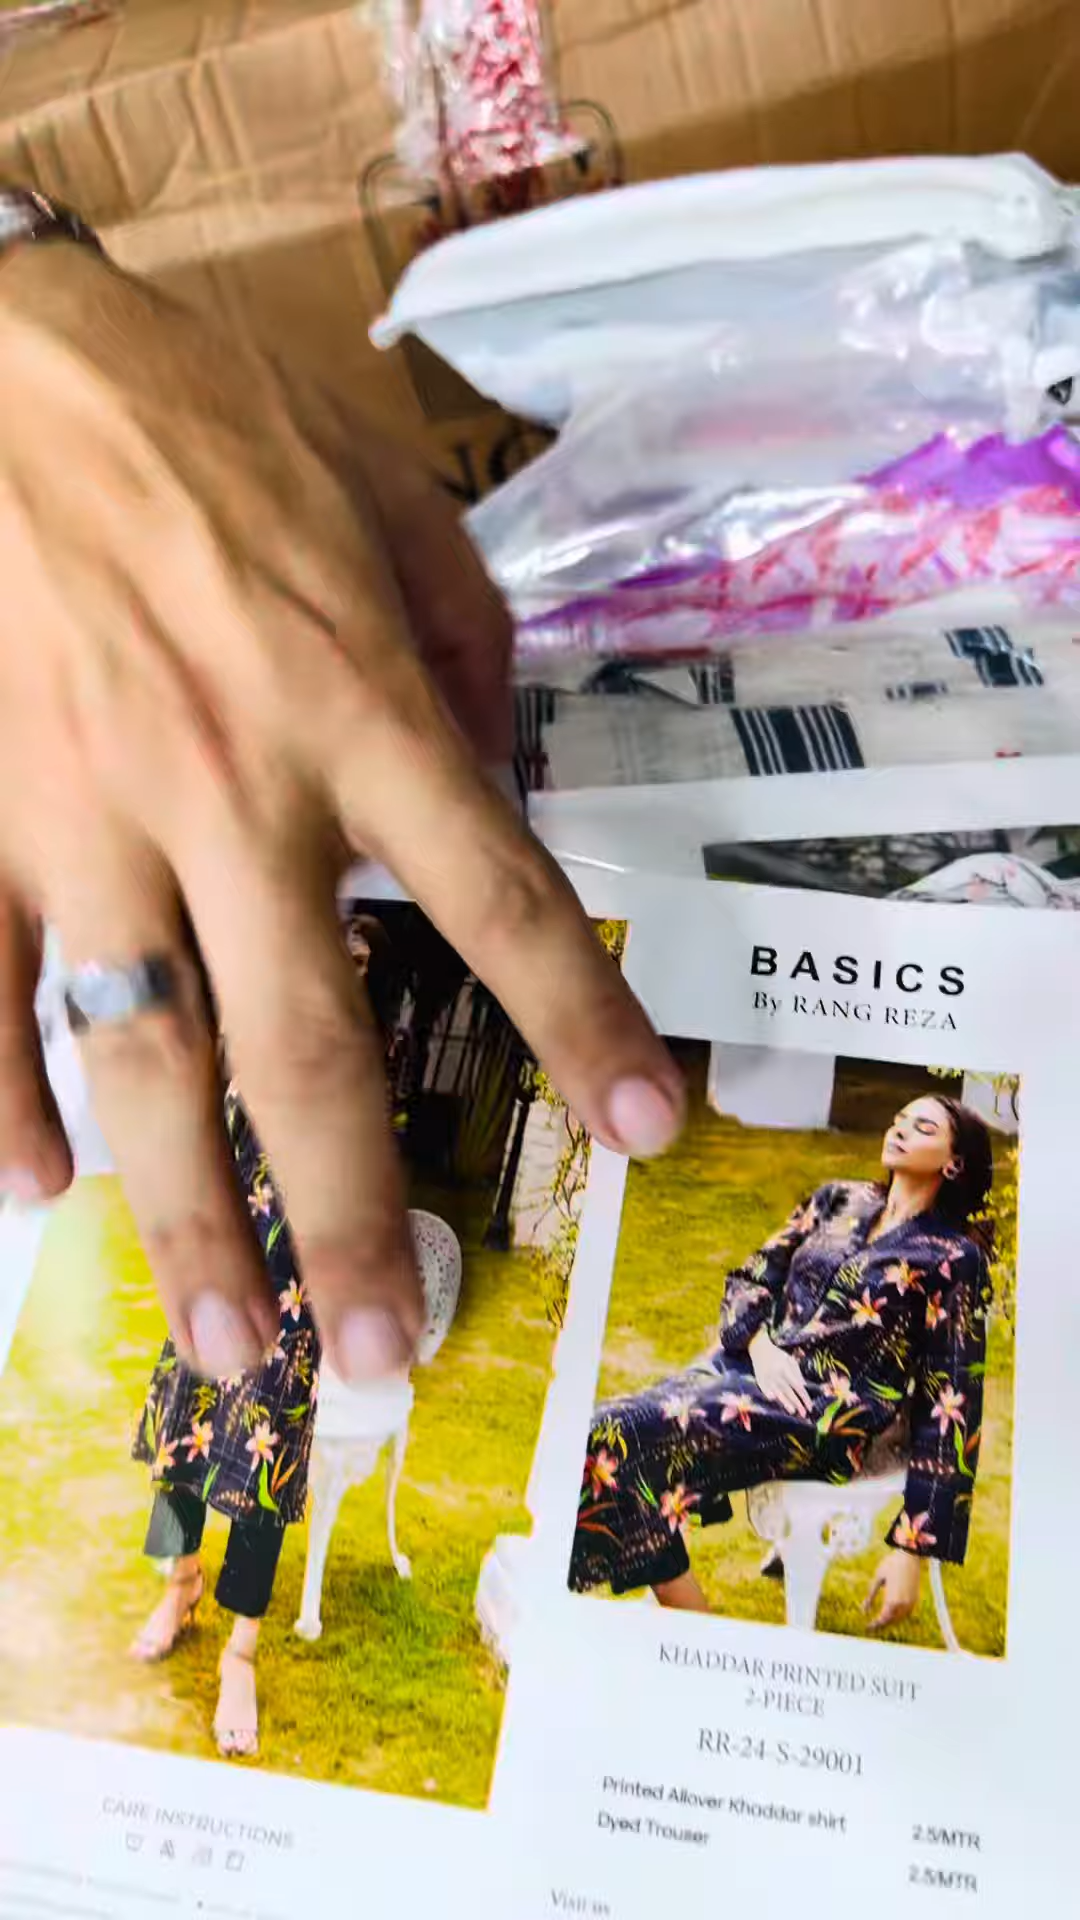 BASICS
By RANG REZA
KHADDAR PRINTED SUIT
2-PIECE
RR-24-S-29001
Printed Allover Khaddar shirt 2.5/MTR
Dyed Trouser 2.5/MTR
Visit us
CARE INSTRUCTIONS